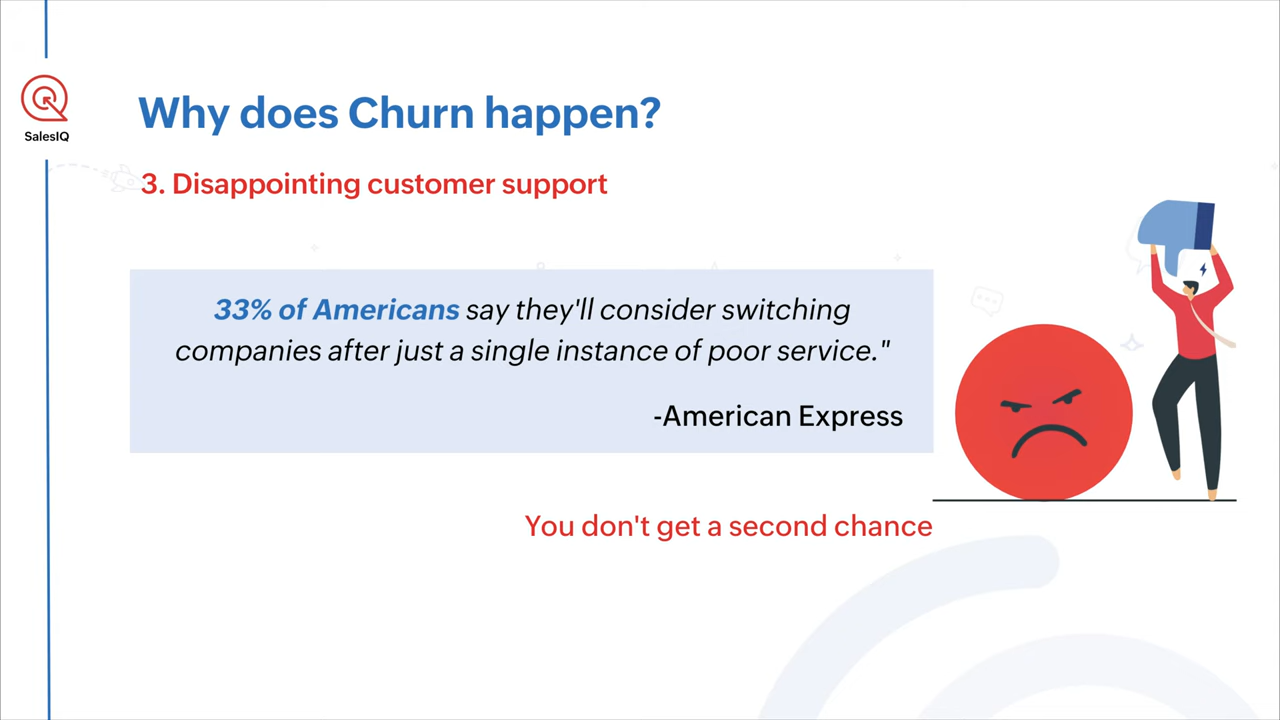 SalesIQ
Why does Churn happen?
3. Disappointing customer support
33% of Americans say they'll consider switching
companies after just a single instance of poor service."
-American Express
You don't get a second chance